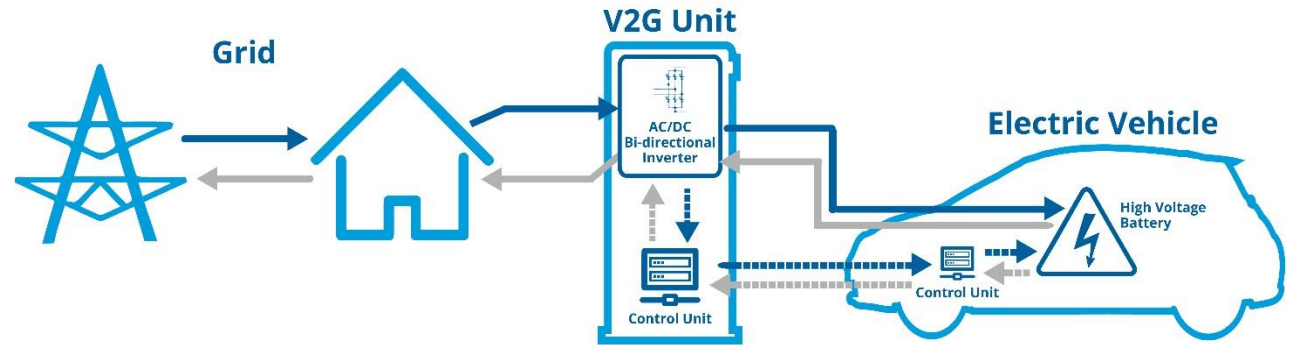 V2G Unit
Grid
AC/DC
Bi-directional
Inverter
Electric Vehicle
High Voltage
Battery
Control Unit
Control Unit